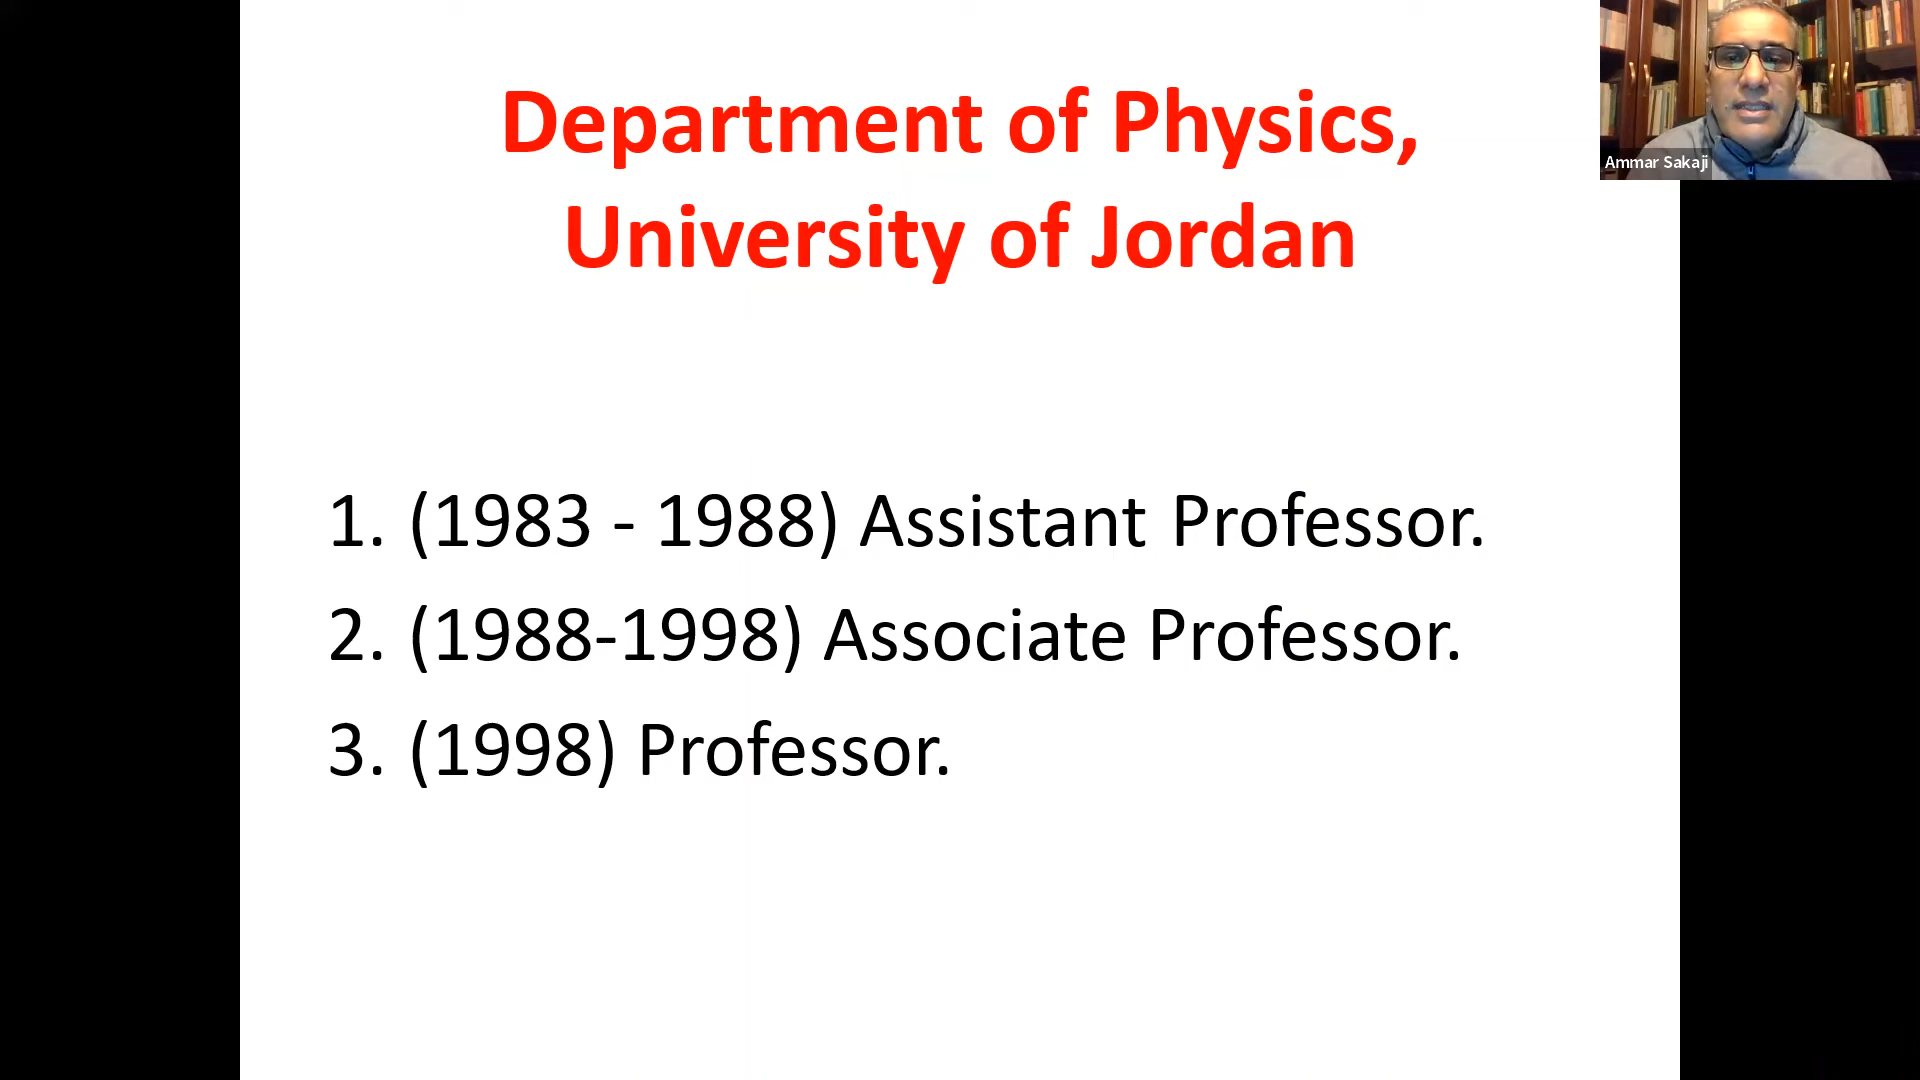 Department of Physics,
University of Jordan
Ammar Sakaji
1. (1983 - 1988) Assistant Professor.
2. (1988-1998) Associate Professor.
3. (1998) Professor.